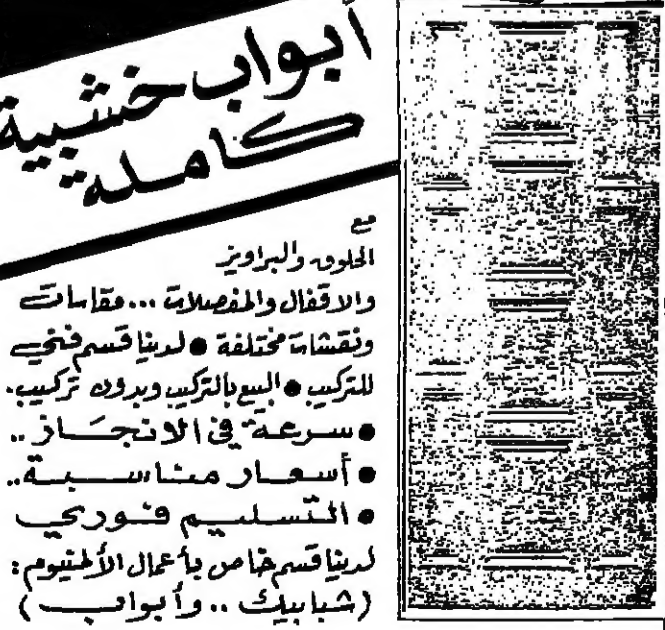 أبواب خشبية
كاملة
مع
الحلوق والبراويز
والاقفال والمفصلات ... مقاسات
ونقشات مختلفة • لدينا قسم فني
للتركيب • البيع بالتركيب وبدون تركيب.
• سرعة في الانجاز ..
• أسعار مناسبة ..
• التسليم فوري
لدينا قسم خاص بأعمال الألمنيوم :
(شبابيك .. وأبواب)